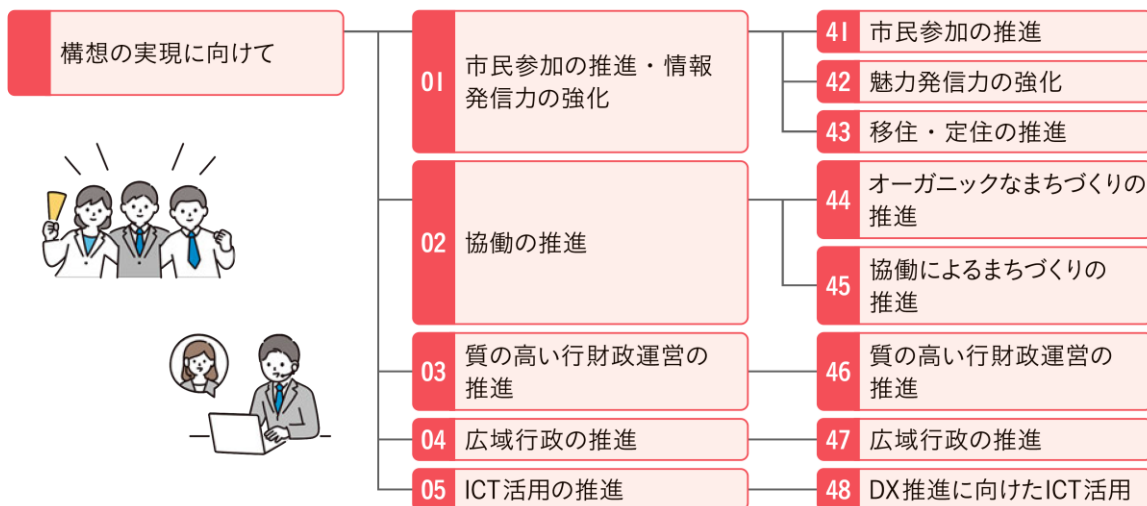 構想の実現に向けて
01 市民参加の推進・情報
発信力の強化
41 市民参加の推進
42 魅力発信力の強化
43 移住・定住の推進
02 協働の推進
44 オーガニックなまちづくりの
推進
45 協働によるまちづくりの
推進
03 質の高い行財政運営の
推進
46 質の高い行財政運営の
推進
04 広域行政の推進
47 広域行政の推進
05 ICT活用の推進
48 DX推進に向けたICT活用